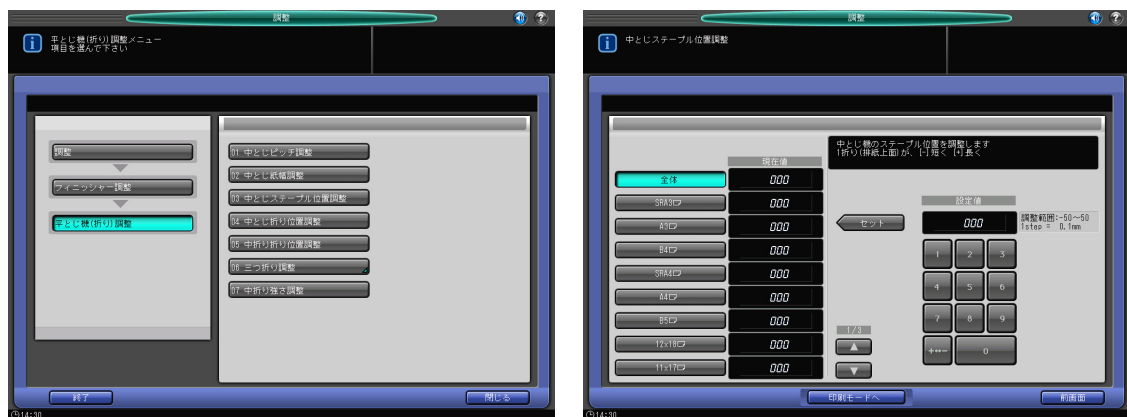 調整
平とじ機(折り)調整メニュー
項目を選んで下さい
調整
フィニッシャー調整
平とじ機(折り)調整
01 中とじピッチ調整
02 中とじ紙幅調整
03 中とじステープル位置調整
04 中とじ折り位置調整
05 中折り折り位置調整
06 三つ折り調整
07 中折り強さ調整
終了
閉じる
14:30
調整
中とじステープル位置調整
中とじ機のステープル位置を調整します
1折り(排紙上面)が、[-]短く [+]長く
現在値
全体 000
SRA3 000
A3 000
B4 000
SRA4 000
A4 000
B5 000
12×18 000
11×17 000
1/3
セット
設定値
000
調整範囲:-50~50
1step = 0.1mm
1 2 3
4 5 6
7 8 9
+↔- 0
印刷モードへ
前画面
14:30